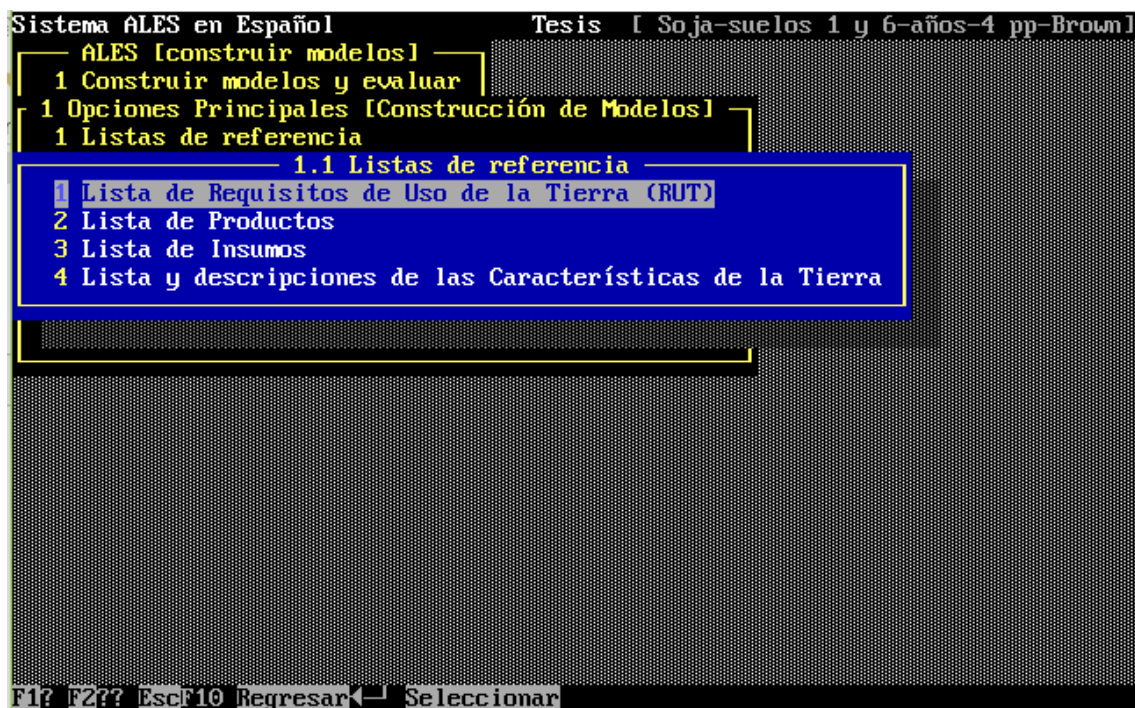 Sistema ALES en Español Tesis [ Soja-suelos 1 y 6-años-4 pp-Brown]
ALES [construir modelos]
1 Construir modelos y evaluar
1 Opciones Principales [Construcción de Modelos]
1 Listas de referencia
1.1 Listas de referencia
1 Lista de Requisitos de Uso de la Tierra (RUT)
2 Lista de Productos
3 Lista de Insumos
4 Lista y descripciones de las Características de la Tierra
F1? F2?? EscF10 Regresar◄─┘ Seleccionar